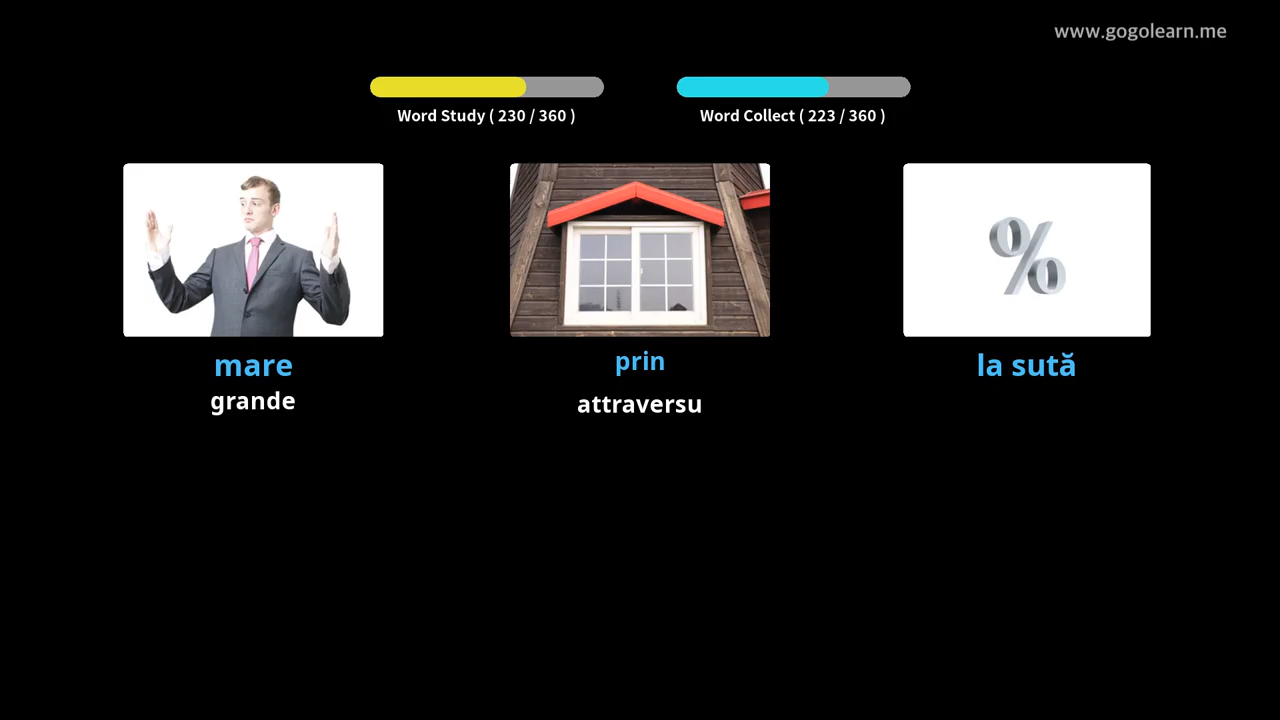 www.gogolearn.me
Word Study ( 230 / 360 )
Word Collect ( 223 / 360 )
mare
grande
prin
attraversu
%
la sută